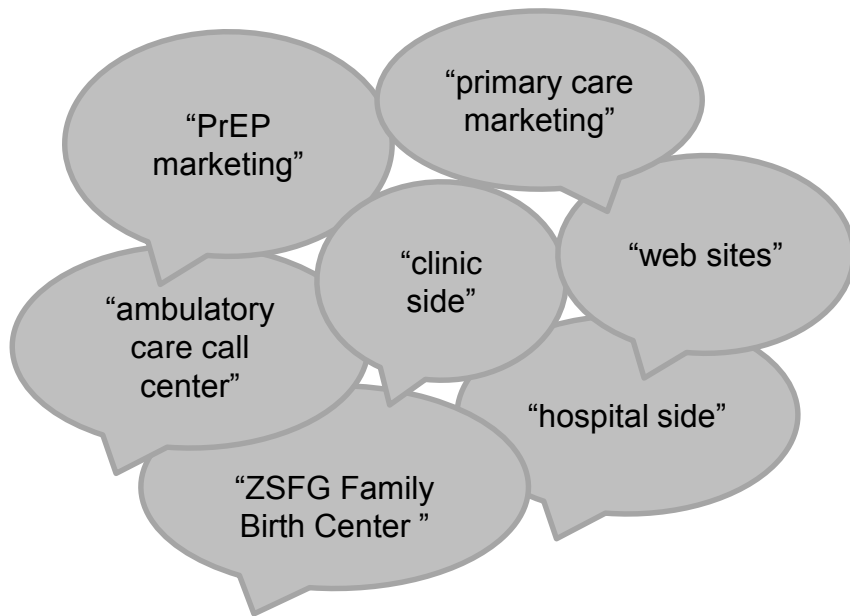 “PrEP
marketing”
“primary care
marketing”
“clinic
side”
“web sites”
“ambulatory
care call
center”
“hospital side”
“ZSFG Family
Birth Center ”